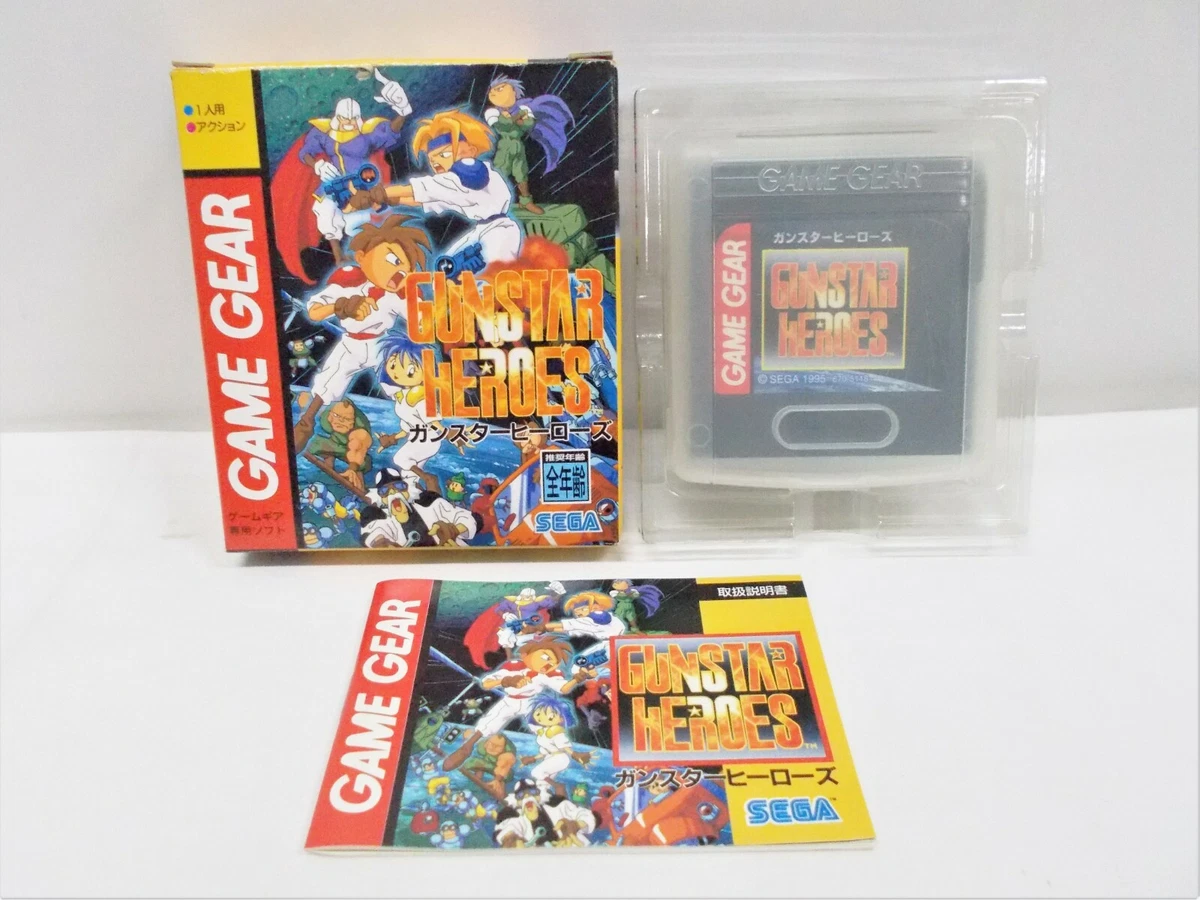 ●1人用
●アクション
GAME GEAR
GUNSTAR
HEROES
ガンスターヒーローズ
推奨年齢
全年齢
SEGA
ゲームギア
専用ソフト
GAME GEAR
GAME GEAR
ガンスターヒーローズ
GUNSTAR
HEROES
© SEGA 1995
取扱説明書
GAME GEAR
GUNSTAR
HEROES™
ガンスターヒーローズ
SEGA™